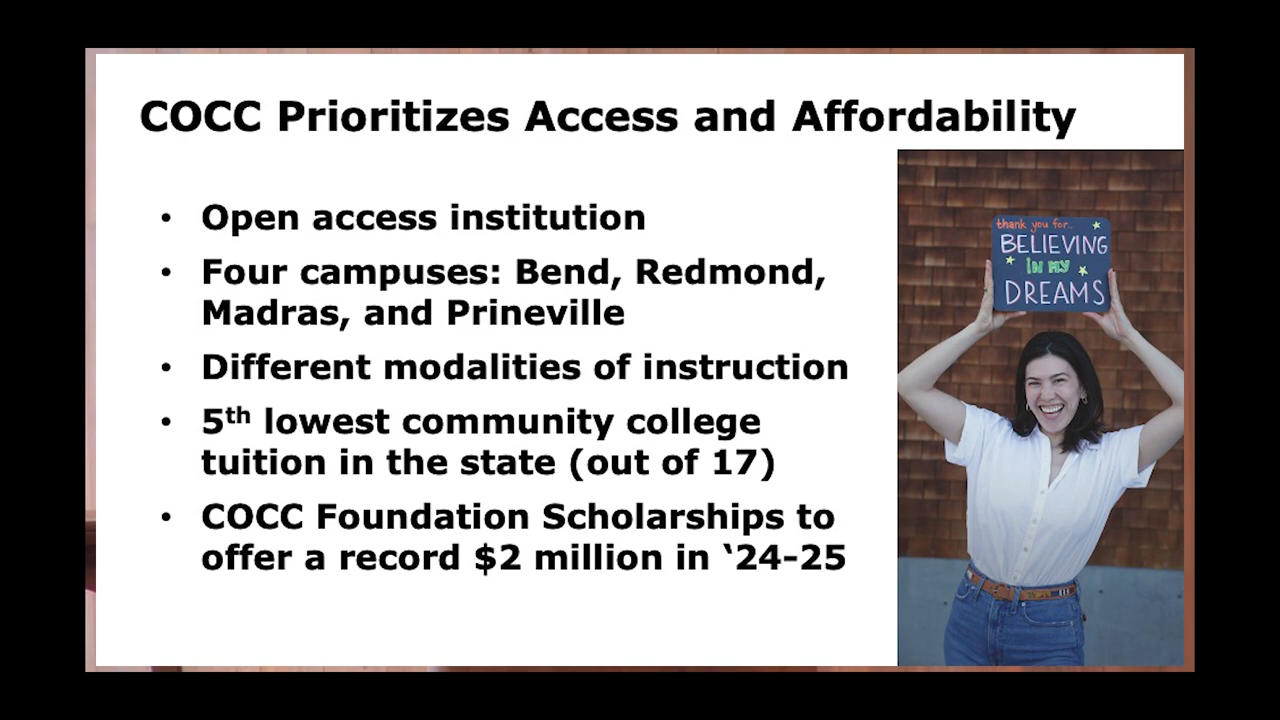 COCC Prioritizes Access and Affordability
• Open access institution
• Four campuses: Bend, Redmond,
Madras, and Prineville
• Different modalities of instruction
• 5th lowest community college
tuition in the state (out of 17)
• COCC Foundation Scholarships to
offer a record $2 million in ‘24-25
thank you for..
BELIEVING
IN MY
DREAMS